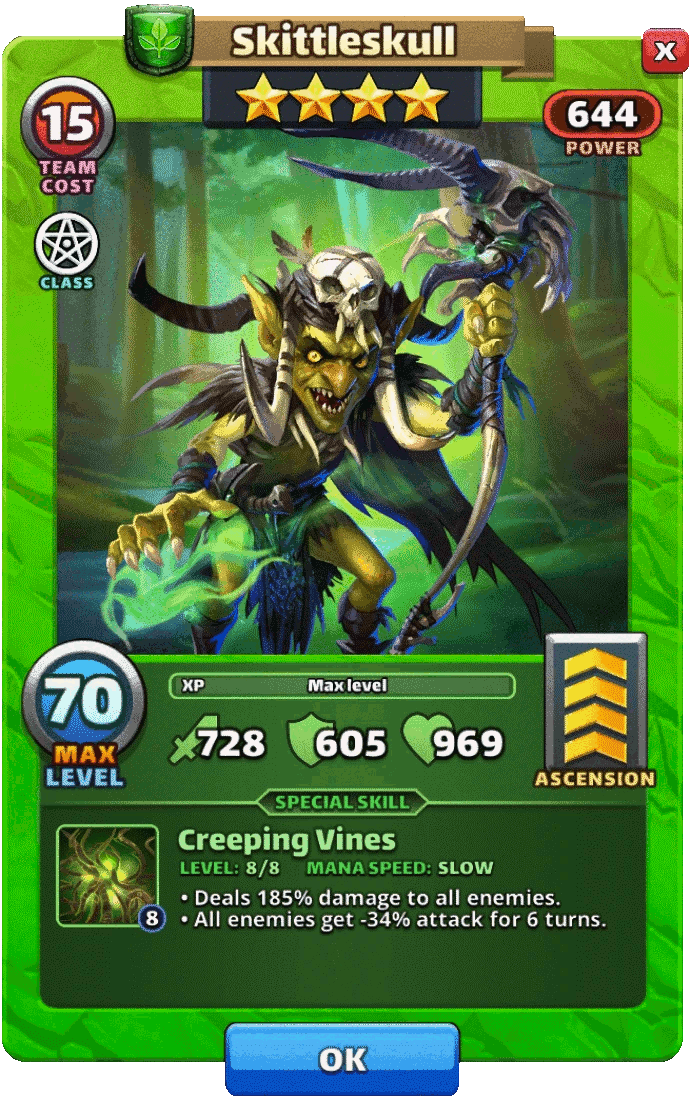 Skittleskull
X
15
TEAM
COST
644
POWER
CLASS
70
MAX
LEVEL
XP Max level
728 605 969
ASCENSION
SPECIAL SKILL
Creeping Vines
LEVEL: 8/8 MANA SPEED: SLOW
8
• Deals 185% damage to all enemies.
• All enemies get -34% attack for 6 turns.
OK